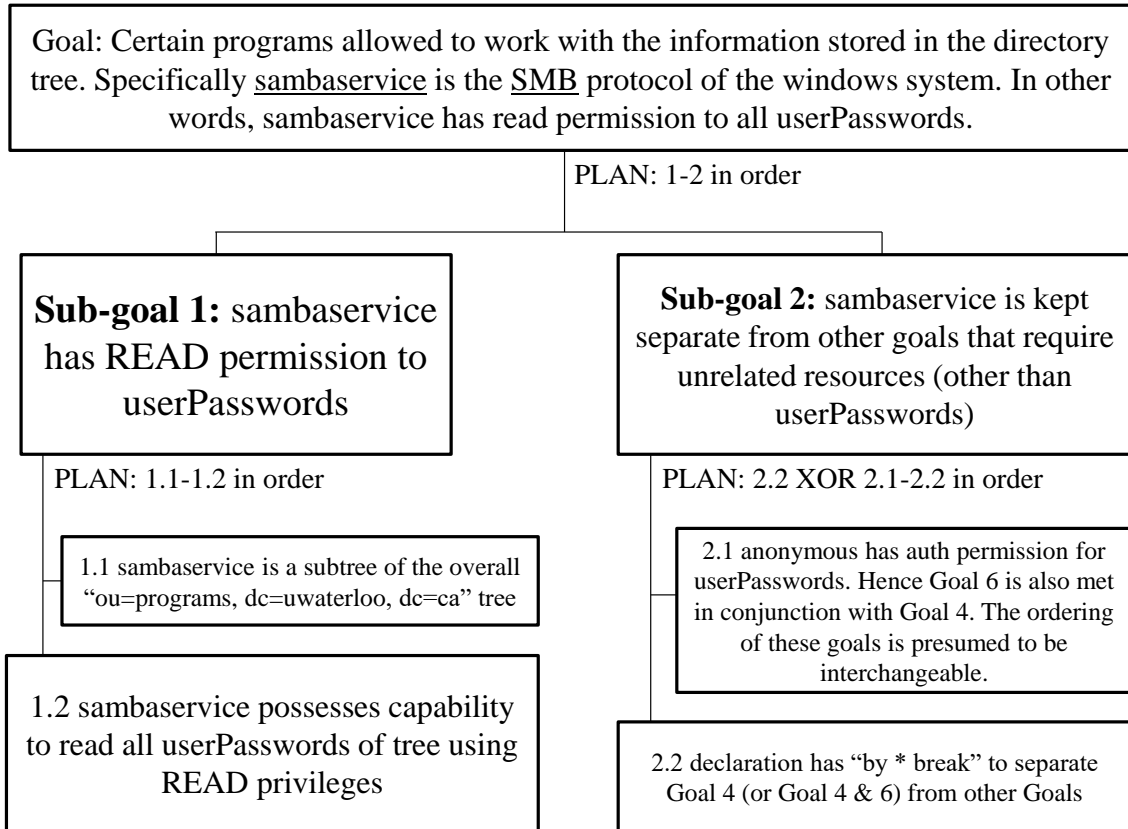 Goal: Certain programs allowed to work with the information stored in the directory
tree. Specifically sambaservice is the SMB protocol of the windows system. In other
words, sambaservice has read permission to all userPasswords.
PLAN: 1-2 in order
Sub-goal 1: sambaservice
has READ permission to
userPasswords
PLAN: 1.1-1.2 in order
1.1 sambaservice is a subtree of the overall
“ou=programs, dc=uwaterloo, dc=ca” tree
1.2 sambaservice possesses capability
to read all userPasswords of tree using
READ privileges
Sub-goal 2: sambaservice is kept
separate from other goals that require
unrelated resources (other than
userPasswords)
PLAN: 2.2 XOR 2.1-2.2 in order
2.1 anonymous has auth permission for
userPasswords. Hence Goal 6 is also met
in conjunction with Goal 4. The ordering
of these goals is presumed to be
interchangeable.
2.2 declaration has “by * break” to separate
Goal 4 (or Goal 4 & 6) from other Goals